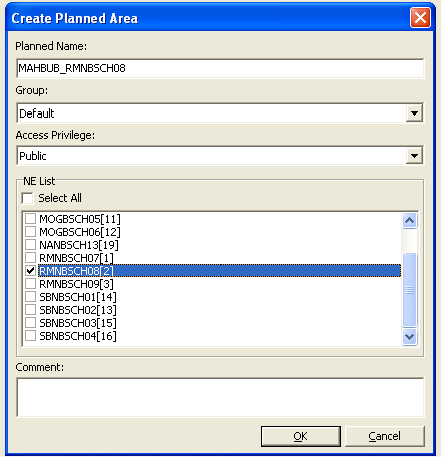 Create Planned Area
Planned Name:
MAHBUB_RMNBSCH08
Group:
Default
Access Privilege:
Public
NE List
Select All
MOGBSCH05[11]
MOGBSCH06[12]
NANBSCH13[19]
RMNBSCH07[1]
RMNBSCH08[2]
RMNBSCH09[3]
SBNBSCH01[14]
SBNBSCH02[13]
SBNBSCH03[15]
SBNBSCH04[16]
Comment:
OK Cancel